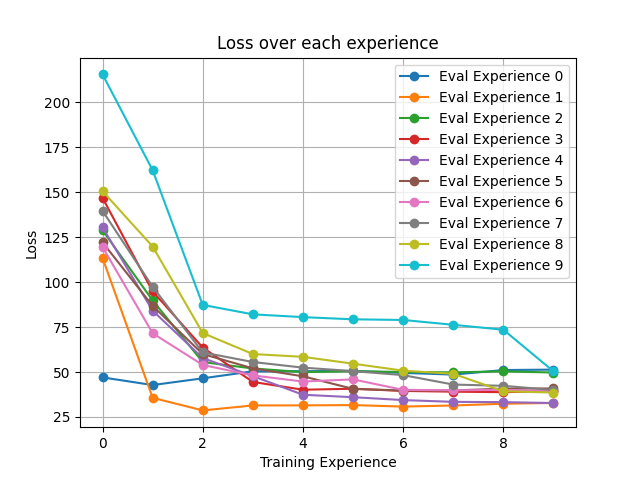 Loss over each experience
Loss
200
175
150
125
100
75
50
25
Eval Experience 0
Eval Experience 1
Eval Experience 2
Eval Experience 3
Eval Experience 4
Eval Experience 5
Eval Experience 6
Eval Experience 7
Eval Experience 8
Eval Experience 9
0 2 4 6 8
Training Experience